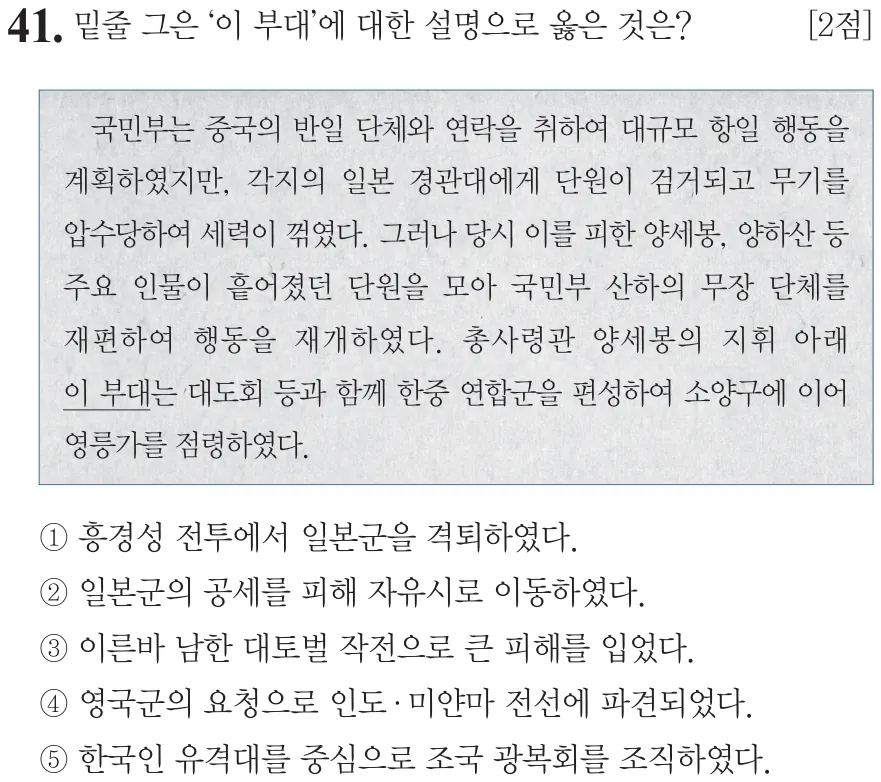 41. 밑줄 그은 ‘이 부대’에 대한 설명으로 옳은 것은? [2점]
국민부는 중국의 반일 단체와 연락을 취하여 대규모 항일 행동을
계획하였지만, 각지의 일본 경관대에게 단원이 검거되고 무기를
압수당하여 세력이 꺾였다. 그러나 당시 이를 피한 양세봉, 양하산 등
주요 인물이 흩어졌던 단원을 모아 국민부 산하의 무장 단체를
재편하여 행동을 재개하였다. 총사령관 양세봉의 지휘 아래
이 부대는 대도회 등과 함께 한중 연합군을 편성하여 소양구에 이어
영릉가를 점령하였다.
① 흥경성 전투에서 일본군을 격퇴하였다.
② 일본군의 공세를 피해 자유시로 이동하였다.
③ 이른바 남한 대토벌 작전으로 큰 피해를 입었다.
④ 영국군의 요청으로 인도·미얀마 전선에 파견되었다.
⑤ 한국인 유격대를 중심으로 조국 광복회를 조직하였다.